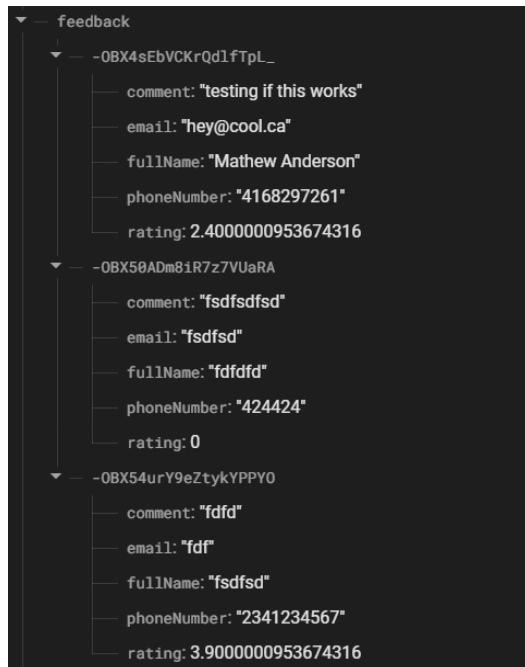 feedback
-OBX4sEbVCKrQdlfTpL_
comment: "testing if this works"
email: "hey@cool.ca"
fullName: "Mathew Anderson"
phoneNumber: "4168297261"
rating: 2.4000000953674316
-OBX50ADm8iR7z7VUaRA
comment: "fsdfsdfsd"
email: "fsdfsd"
fullName: "fdfdfd"
phoneNumber: "424424"
rating: 0
-OBX54urY9eZtykYPPYO
comment: "fdfd"
email: "fdf"
fullName: "fsdfsd"
phoneNumber: "2341234567"
rating: 3.9000000953674316